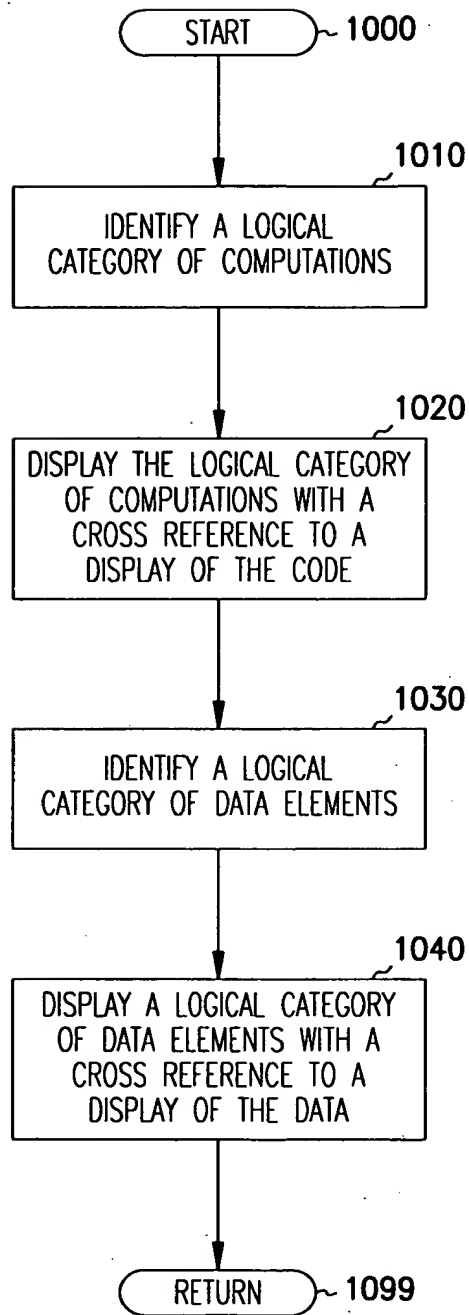 START
1000
1010
IDENTIFY A LOGICAL
CATEGORY OF COMPUTATIONS
1020
DISPLAY THE LOGICAL CATEGORY
OF COMPUTATIONS WITH A
CROSS REFERENCE TO A
DISPLAY OF THE CODE
1030
IDENTIFY A LOGICAL
CATEGORY OF DATA ELEMENTS
1040
DISPLAY A LOGICAL CATEGORY
OF DATA ELEMENTS WITH A
CROSS REFERENCE TO A
DISPLAY OF THE DATA
RETURN
1099